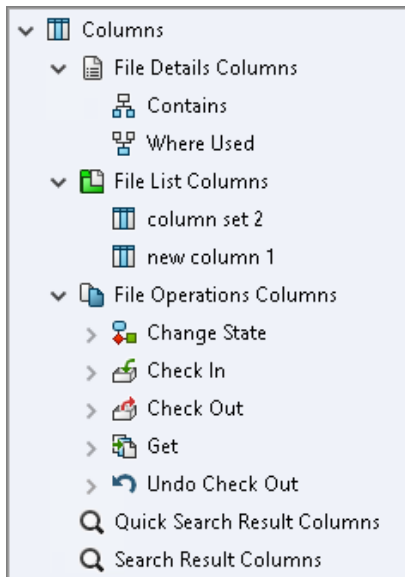 Columns
File Details Columns
Contains
Where Used
File List Columns
column set 2
new column 1
File Operations Columns
Change State
Check In
Check Out
Get
Undo Check Out
Quick Search Result Columns
Search Result Columns